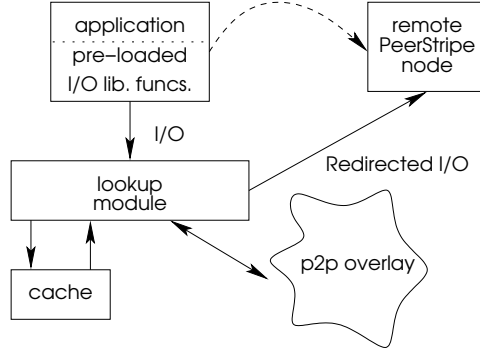 application
pre-loaded
I/O lib. funcs.
remote
PeerStripe
node
I/O
Redirected I/O
lookup
module
cache
p2p overlay